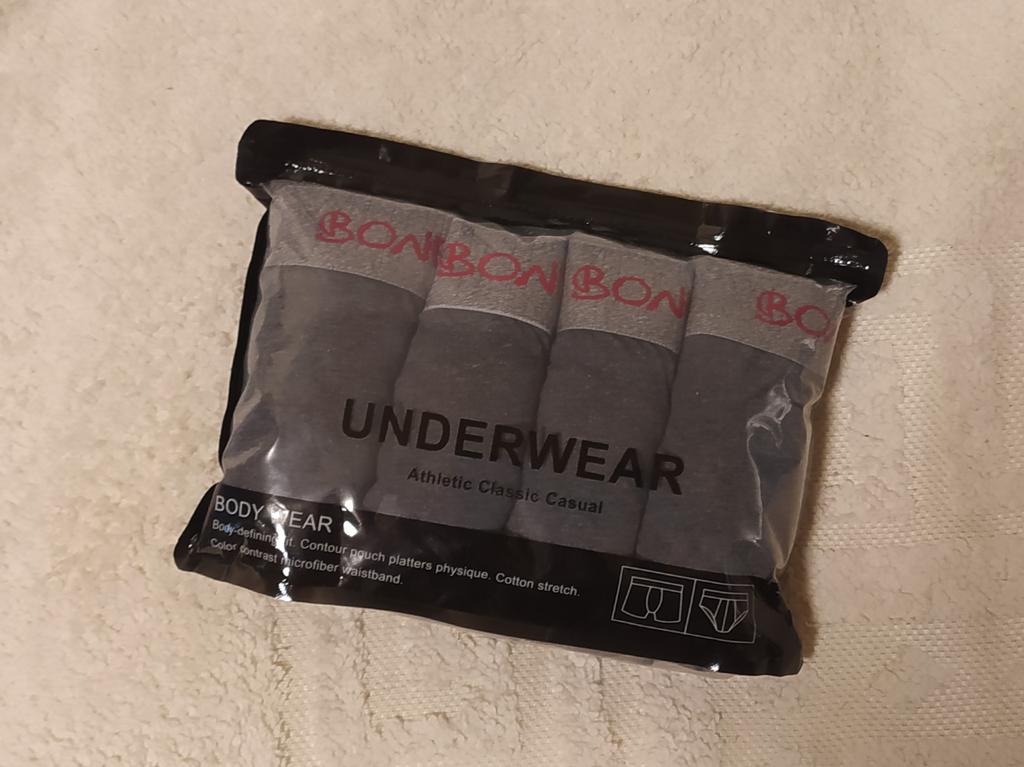 BON BON BON BO
UNDERWEAR
Athletic Classic Casual
BODY WEAR
Body-defining fit. Contour pouch platters physique. Cotton stretch.
Color contrast microfiber waistband.